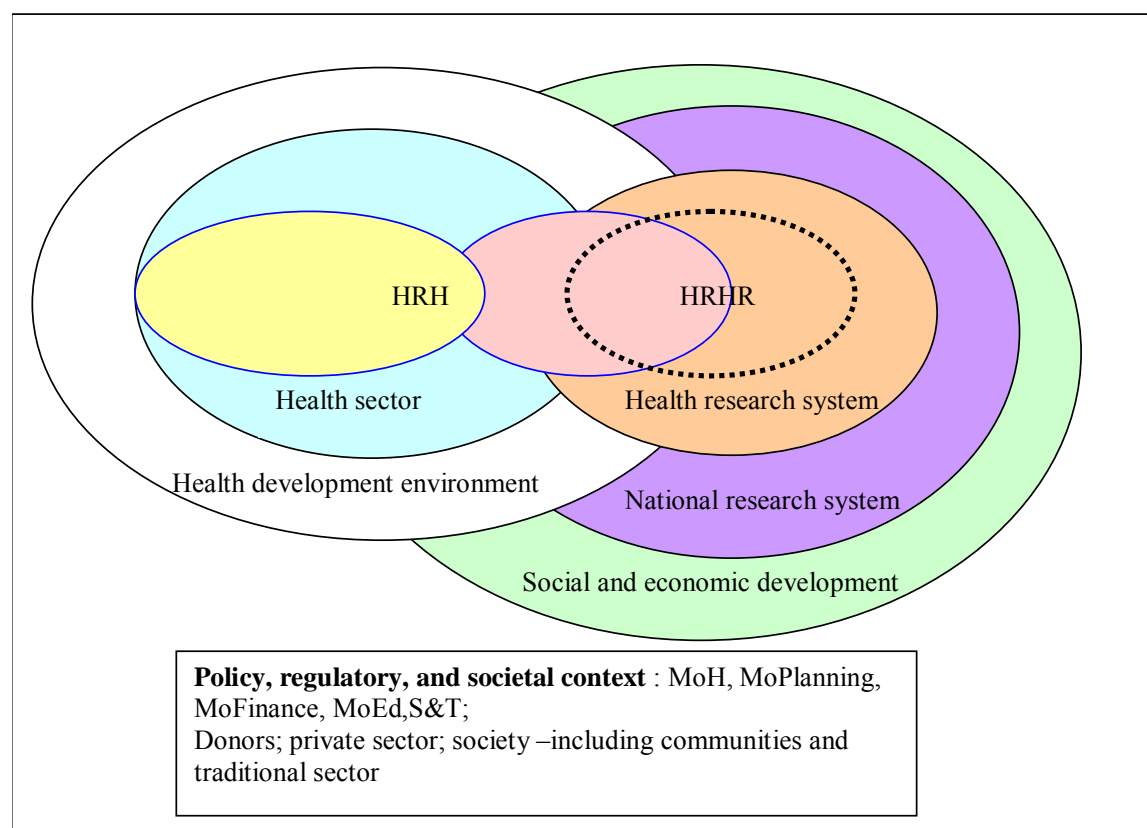 HRH
HRHR
Health sector
Health research system
Health development environment
National research system
Social and economic development
Policy, regulatory, and societal context : MoH, MoPlanning,
MoFinance, MoEd,S&T;
Donors; private sector; society –including communities and
traditional sector